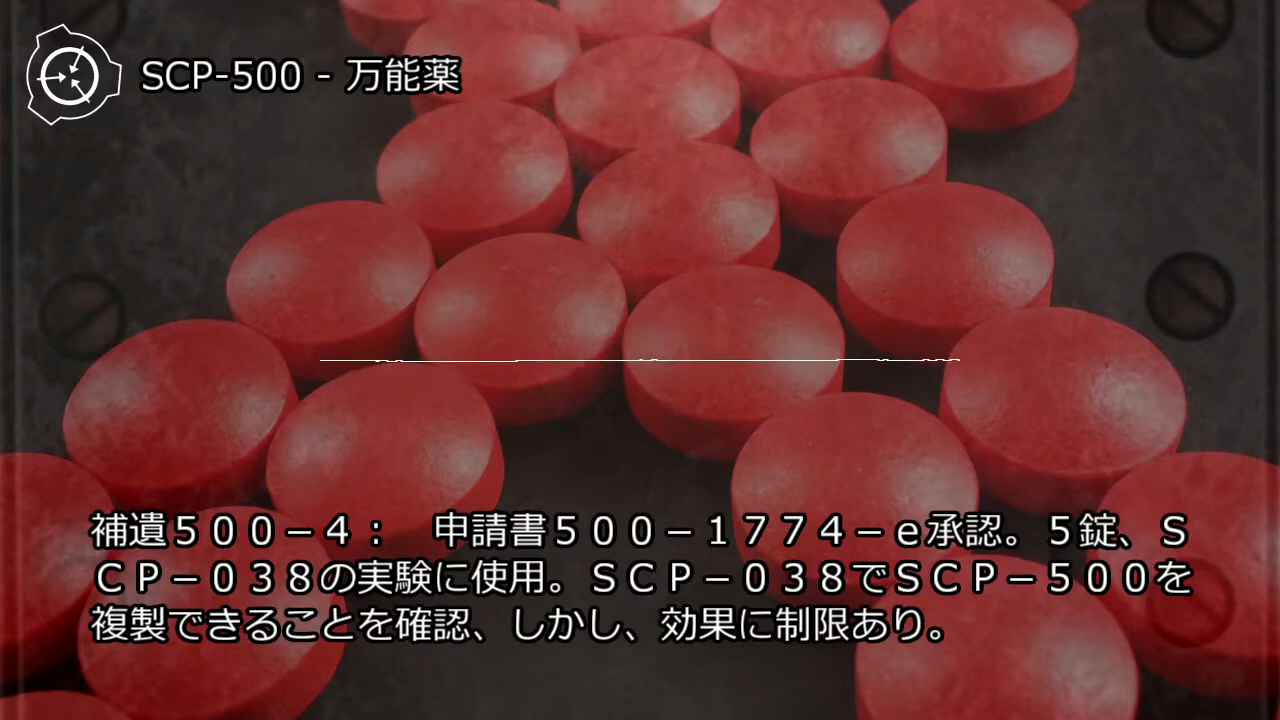 SCP-500 - 万能薬
補遺５００－４：　申請書５００－１７７４－ｅ承認。５錠、Ｓ
ＣＰ－０３８の実験に使用。ＳＣＰ－０３８でＳＣＰ－５００を
複製できることを確認、しかし、効果に制限あり。